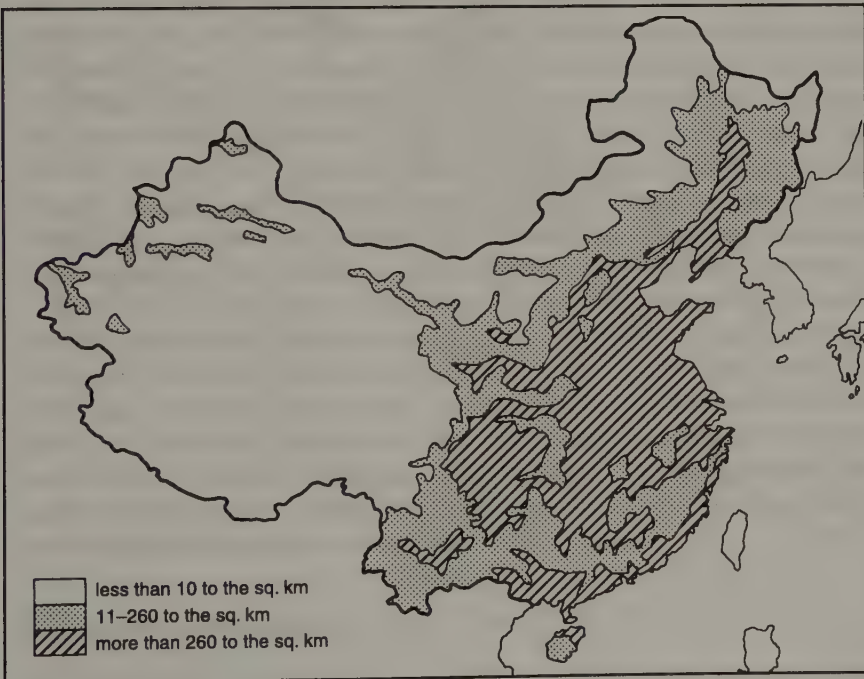 less than 10 to the sq. km
11–260 to the sq. km
more than 260 to the sq. km